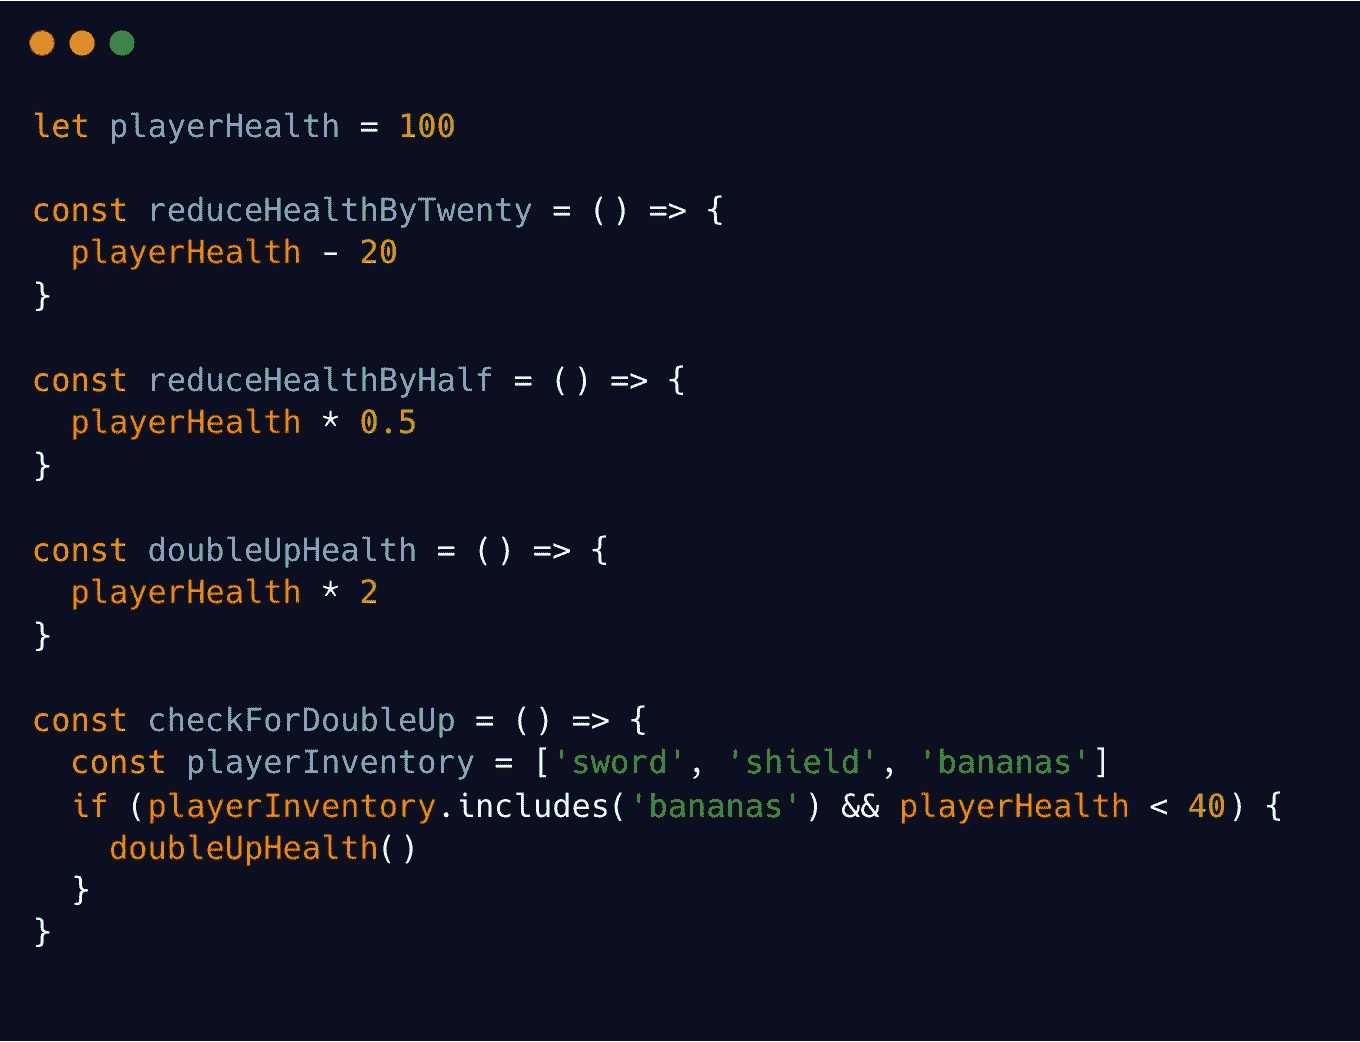 let playerHealth = 100
const reduceHealthByTwenty = () => {
  playerHealth - 20
}
const reduceHealthByHalf = () => {
  playerHealth * 0.5
}
const doubleUpHealth = () => {
  playerHealth * 2
}
const checkForDoubleUp = () => {
  const playerInventory = ['sword', 'shield', 'bananas']
  if (playerInventory.includes('bananas') && playerHealth < 40) {
    doubleUpHealth()
  }
}